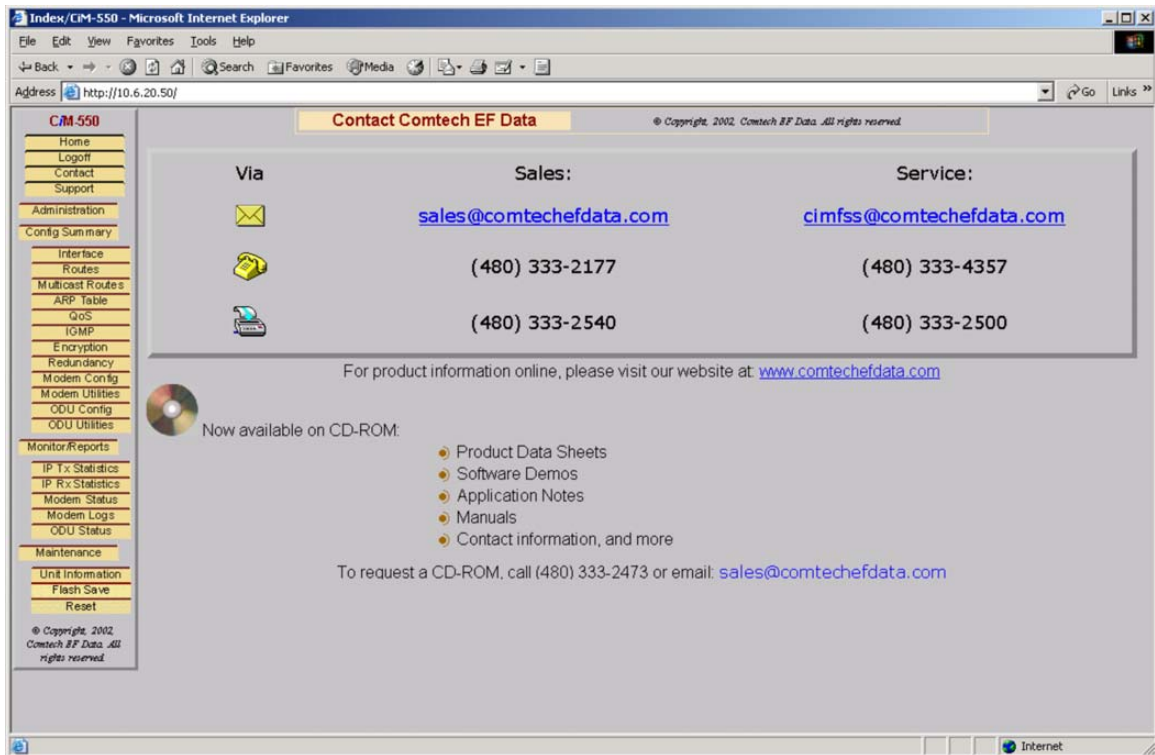 Index/CiM-550 - Microsoft Internet Explorer
File Edit View Favorites Tools Help
Back Search Favorites Media
Address http://10.6.20.50/ Go Links »
CiM-550
Home
Logoff
Contact
Support
Administration
Config Summary
Interface
Routes
Multicast Routes
ARP Table
QoS
IGMP
Encryption
Redundancy
Modem Config
Modem Utilities
ODU Config
ODU Utilities
Monitor/Reports
IP Tx Statistics
IP Rx Statistics
Modem Status
Modem Logs
ODU Status
Maintenance
Unit Information
Flash Save
Reset
© Copyright, 2002,
Comtech EF Data. All
rights reserved.
Contact Comtech EF Data © Copyright, 2002, Comtech EF Data. All rights reserved.
Via Sales: Service:
sales@comtechefdata.com cimfss@comtechefdata.com
(480) 333-2177 (480) 333-4357
(480) 333-2540 (480) 333-2500
For product information online, please visit our website at: www.comtechefdata.com
Now available on CD-ROM:
Product Data Sheets
Software Demos
Application Notes
Manuals
Contact information, and more
To request a CD-ROM, call (480) 333-2473 or email: sales@comtechefdata.com
Internet